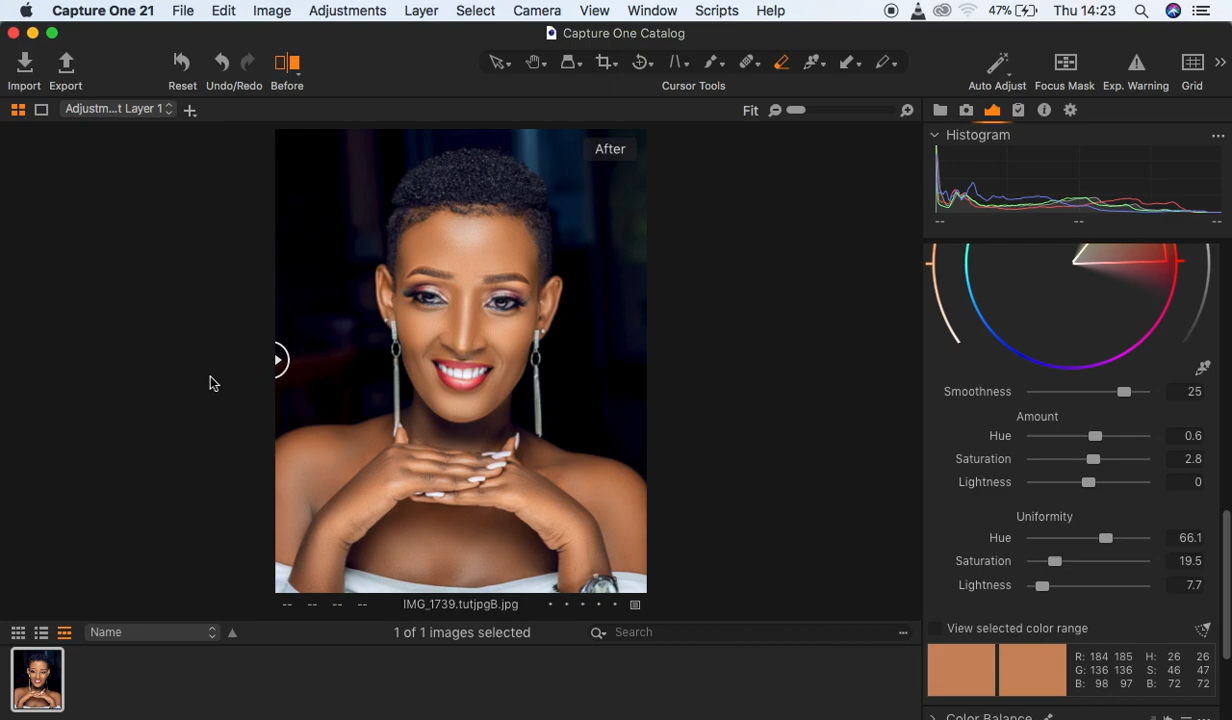 Capture One 21 File Edit Image Adjustments Layer Select Camera View Window Scripts Help 47% Thu 14:23
Capture One Catalog
Import Export Reset Undo/Redo Before Cursor Tools Auto Adjust Focus Mask Exp. Warning Grid
Adjustm...t Layer 1 Fit
Histogram
After
-- -- --
Smoothness 25
Amount
Hue 0.6
Saturation 2.8
Lightness 0
Uniformity
Hue 66.1
Saturation 19.5
Lightness 7.7
-- -- -- -- IMG_1739.tutjpgB.jpg
Name 1 of 1 images selected Search
View selected color range
R: 184 185 H: 26 26
G: 136 136 S: 46 47
B: 98 97 B: 72 72
Color Balance